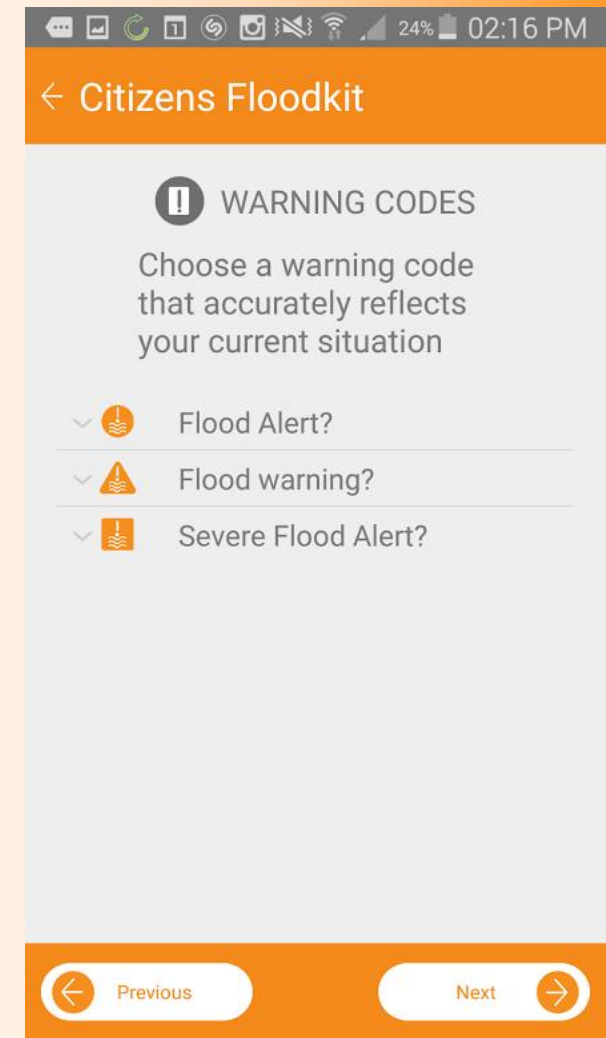 1 24% 02:16 PM
Citizens Floodkit
WARNING CODES
Choose a warning code
that accurately reflects
your current situation
Flood Alert?
Flood warning?
Severe Flood Alert?
Previous Next